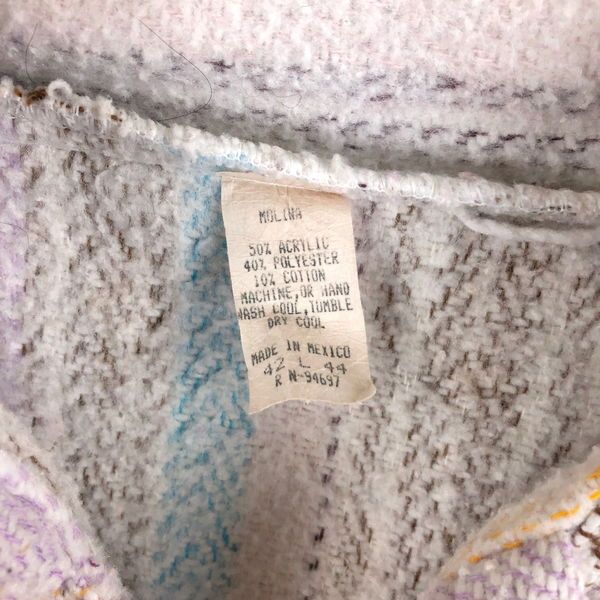 MOLINA
50% ACRYLIC
40% POLYESTER
10% COTION
MACHINE,OR HAND
WASH COOL,TUMBLE
DRY COOL
MADE IN MEXICO
42 L 44
R N-94697